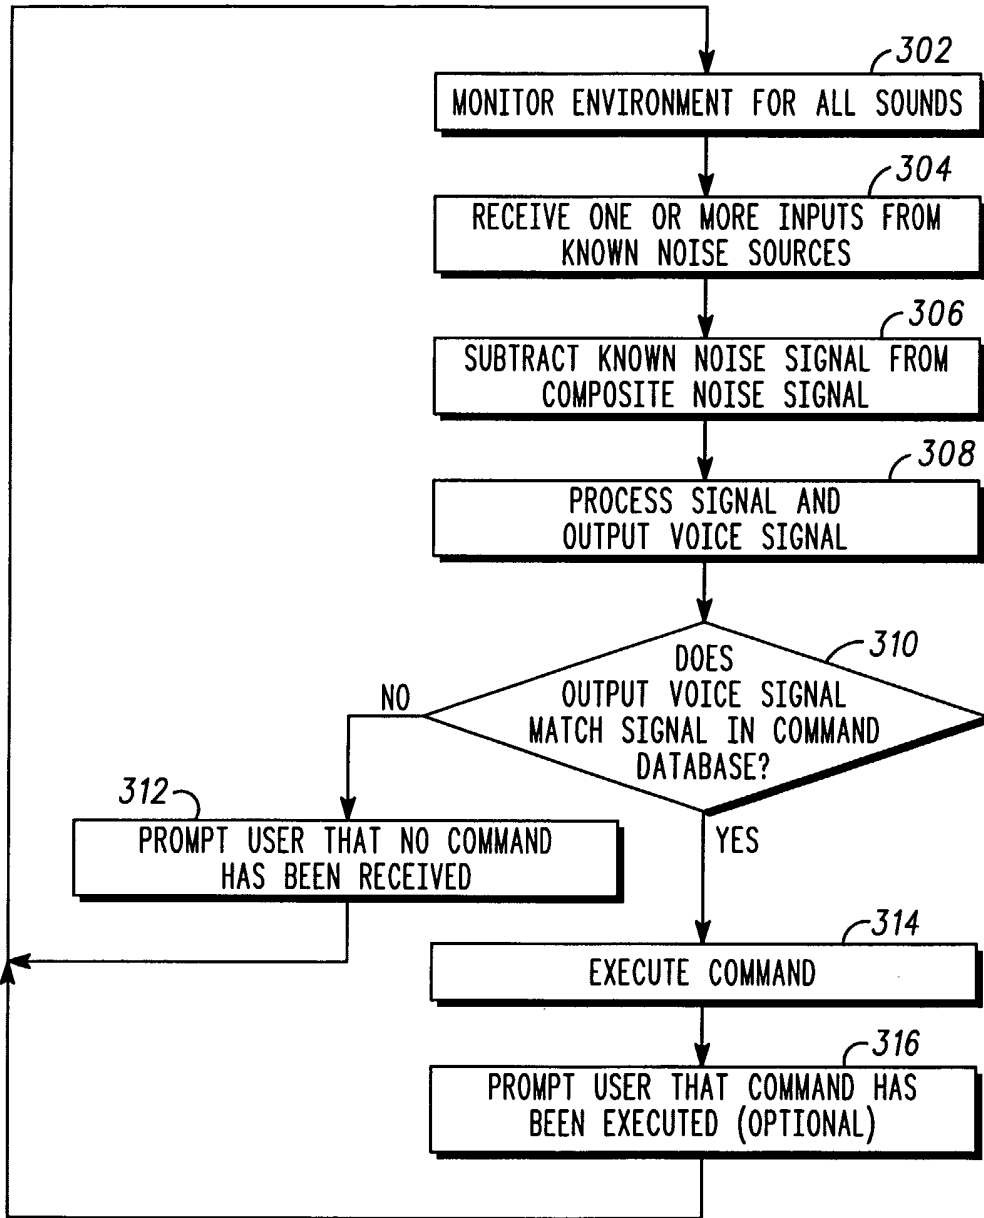 302
MONITOR ENVIRONMENT FOR ALL SOUNDS
304
RECEIVE ONE OR MORE INPUTS FROM
KNOWN NOISE SOURCES
306
SUBTRACT KNOWN NOISE SIGNAL FROM
COMPOSITE NOISE SIGNAL
308
PROCESS SIGNAL AND
OUTPUT VOICE SIGNAL
310
DOES
OUTPUT VOICE SIGNAL
MATCH SIGNAL IN COMMAND
DATABASE?
NO
YES
312
PROMPT USER THAT NO COMMAND
HAS BEEN RECEIVED
314
EXECUTE COMMAND
316
PROMPT USER THAT COMMAND HAS
BEEN EXECUTED (OPTIONAL)